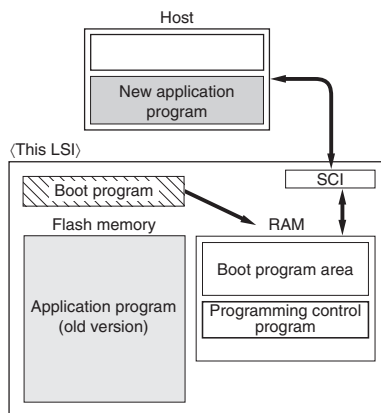 Host
New application
program
〈This LSI〉
SCI
Boot program
Flash memory
RAM
Boot program area
Application program
(old version)
Programming control
program